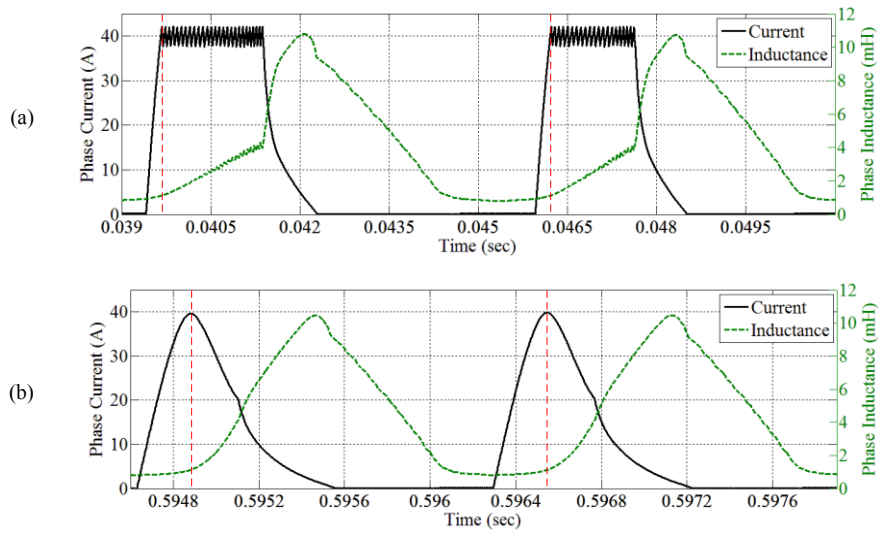 (a)
Phase Current (A)
40
30
20
10
0
Current
Inductance
12
10
8
6
4
2
0
Phase Inductance (mH)
0.039 0.0405 0.042 0.0435 0.045 0.0465 0.048 0.0495
Time (sec)
(b)
Phase Current (A)
40
30
20
10
0
Current
Inductance
12
10
8
6
4
2
0
Phase Inductance (mH)
0.5948 0.5952 0.5956 0.596 0.5964 0.5968 0.5972 0.5976
Time (sec)